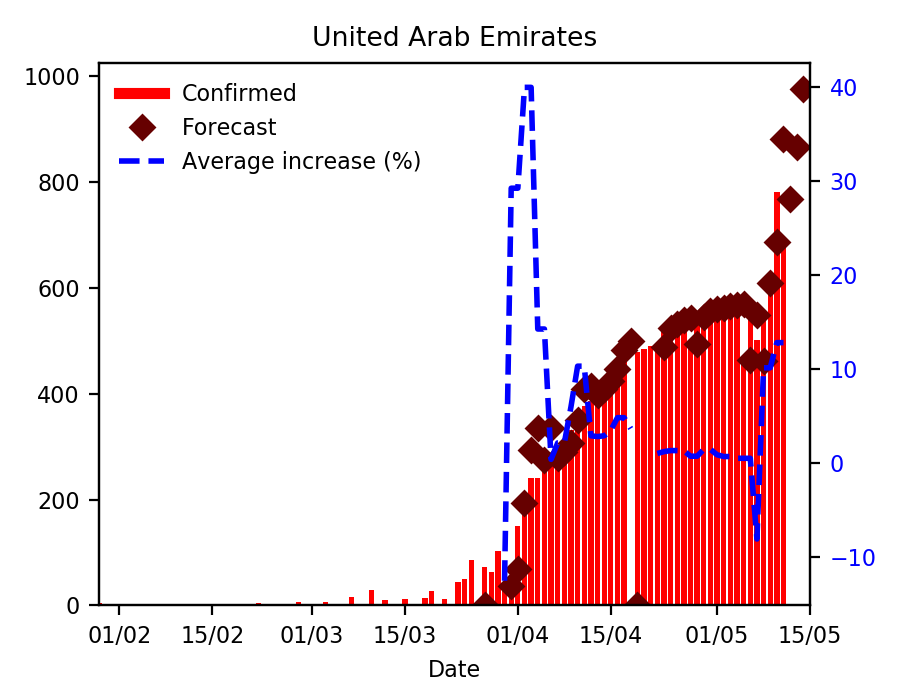 United Arab Emirates
Confirmed
Forecast
Average increase (%)
1000
800
600
400
200
0
40
30
20
10
0
−10
01/02 15/02 01/03 15/03 01/04 15/04 01/05 15/05
Date